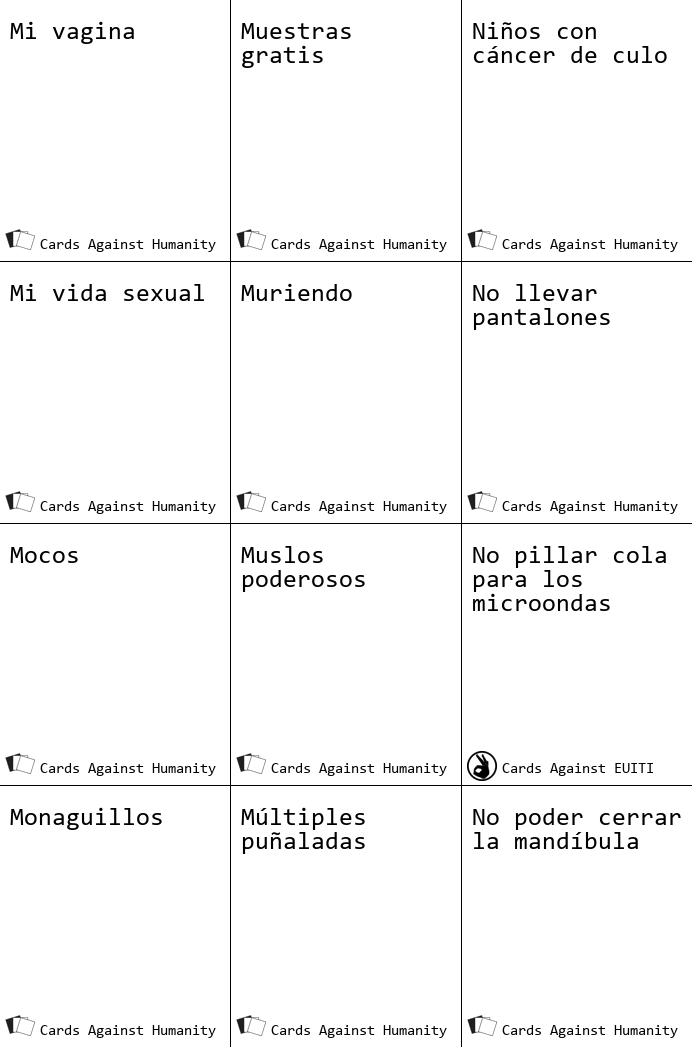 Mi vagina
Cards Against Humanity
Muestras
gratis
Cards Against Humanity
Niños con
cáncer de culo
Cards Against Humanity
Mi vida sexual
Cards Against Humanity
Muriendo
Cards Against Humanity
No llevar
pantalones
Cards Against Humanity
Mocos
Cards Against Humanity
Muslos
poderosos
Cards Against Humanity
No pillar cola
para los
microondas
Cards Against EUITI
Monaguillos
Cards Against Humanity
Múltiples
puñaladas
Cards Against Humanity
No poder cerrar
la mandíbula
Cards Against Humanity